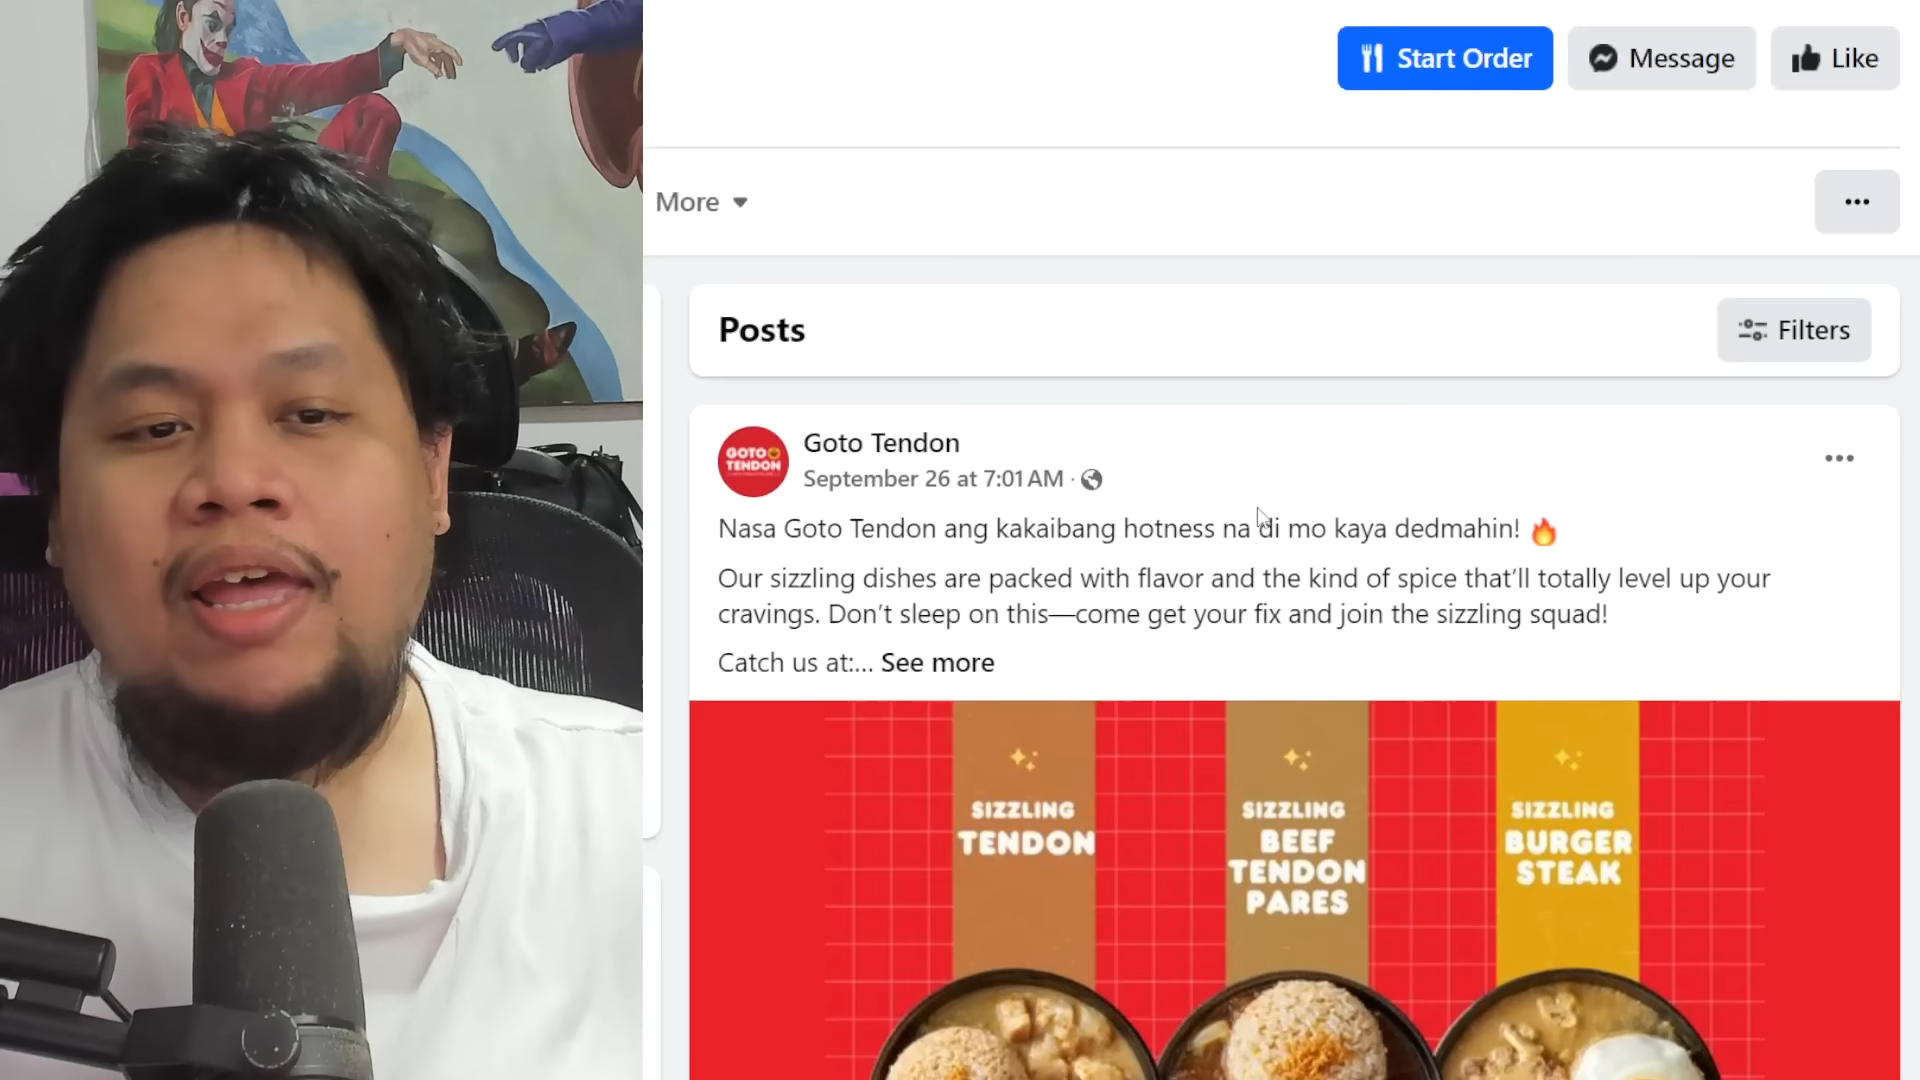 Start Order
Message
Like
More
Posts
Filters
GOTO
TENDON
Goto Tendon
September 26 at 7:01 AM ·
Nasa Goto Tendon ang kakaibang hotness na di mo kaya dedmahin! 🔥
Our sizzling dishes are packed with flavor and the kind of spice that’ll totally level up your
cravings. Don’t sleep on this—come get your fix and join the sizzling squad!
Catch us at:... See more
SIZZLING
TENDON
SIZZLING
BEEF
TENDON
PARES
SIZZLING
BURGER
STEAK